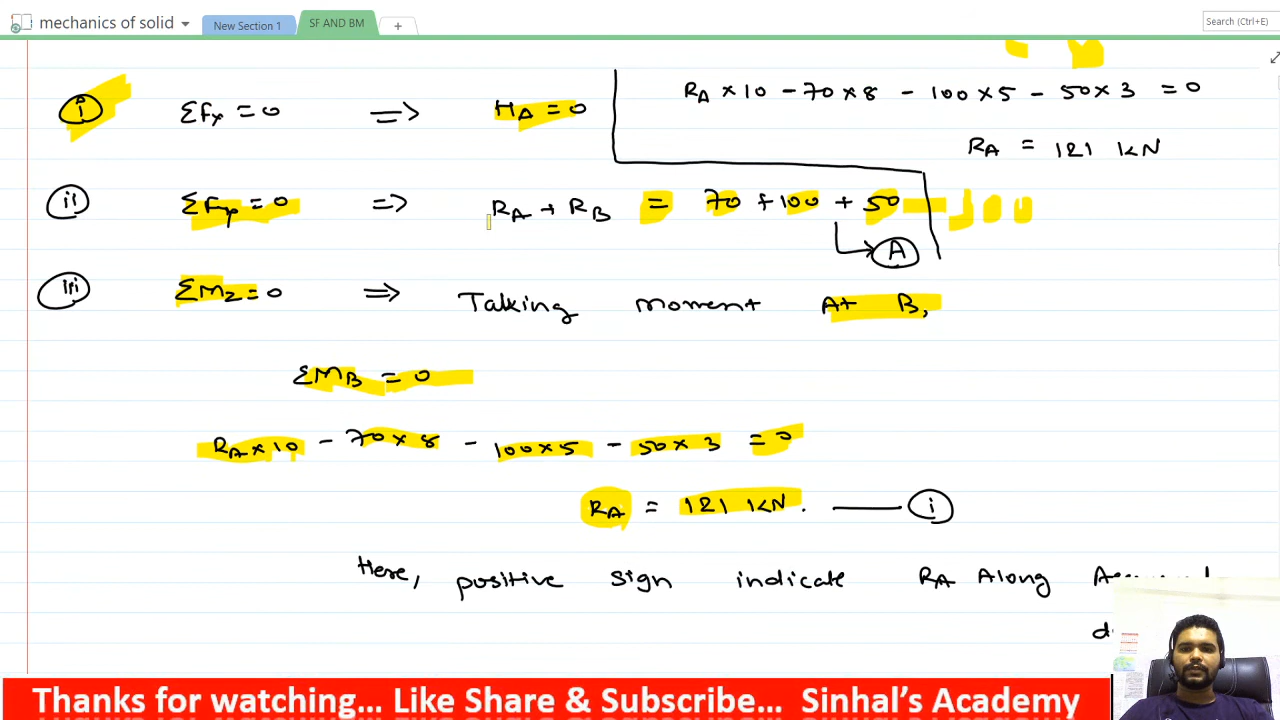 mechanics of solid New Section 1 SF AND BM + Search (Ctrl+E)
i ΣFx = 0 => HA = 0
RA × 10 - 70 × 8 - 100 × 5 - 50 × 3 = 0
RA = 121 KN
ii ΣFy = 0 => RA + RB = 70 + 100 + 50
A
iii ΣMz = 0 => Taking moment At B,
ΣMB = 0
RA × 10 - 70 × 8 - 100 × 5 - 50 × 3 = 0
RA = 121 KN. i
Here, positive sign indicate RA Along
Thanks for watching... Like Share & Subscribe... Sinhal's Academy